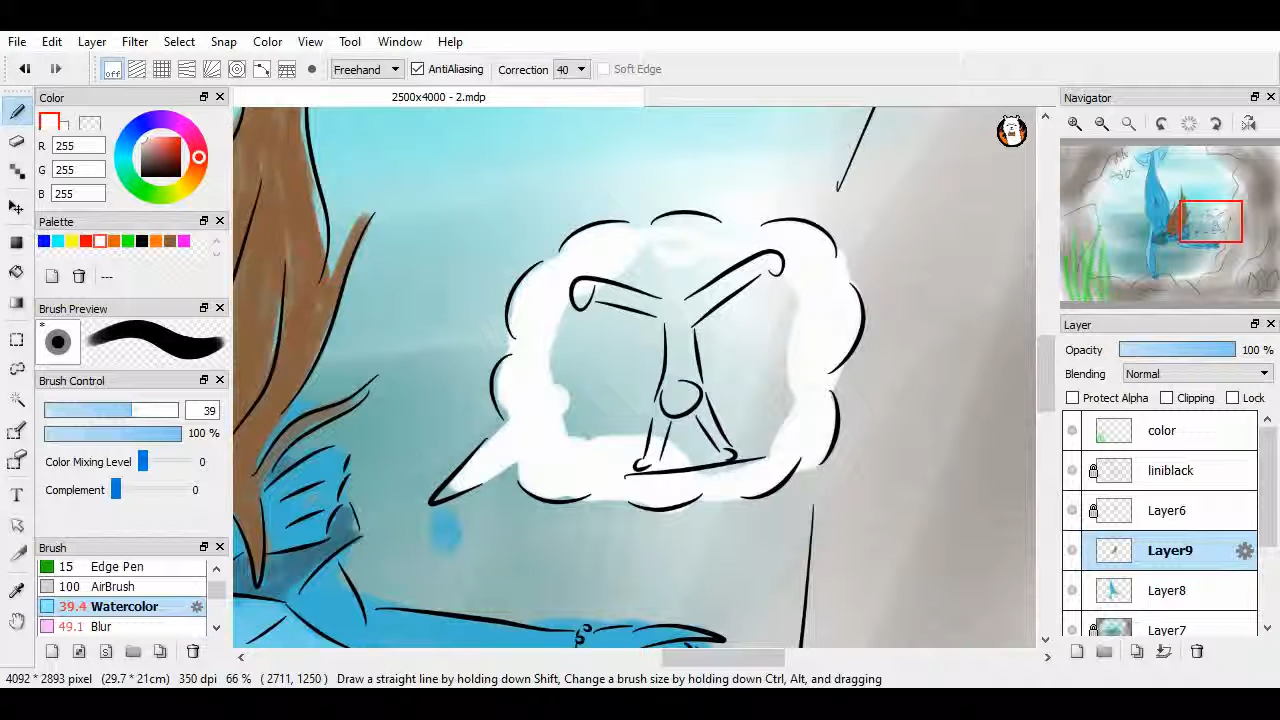 File Edit Layer Filter Select Snap Color View Tool Window Help
off Freehand AntiAliasing Correction 40 Soft Edge
Color
2500x4000 - 2.mdp
Navigator
R 255
G 255
B 255
Palette
---
Brush Preview
*
Brush Control
39
100 %
Color Mixing Level 0
Complement 0
Brush
15 Edge Pen
100 AirBrush
39.4 Watercolor
49.1 Blur
Layer
Opacity 100 %
Blending Normal
Protect Alpha Clipping Lock
color
liniblack
Layer6
Layer9
Layer8
Layer7
4092 * 2893 pixel (29.7 * 21cm) 350 dpi 66 % ( 2711, 1250 ) Draw a straight line by holding down Shift, Change a brush size by holding down Ctrl, Alt, and dragging